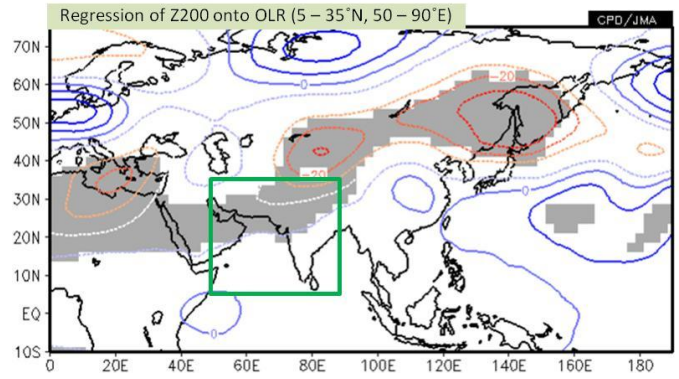 Regression of Z200 onto OLR (5 – 35˚N, 50 – 90˚E)
CPD/JMA
70N
60N
50N
40N
30N
20N
10N
EQ
10S
0
-20
-20
0
0
0 20E 40E 60E 80E 100E 120E 140E 160E 180